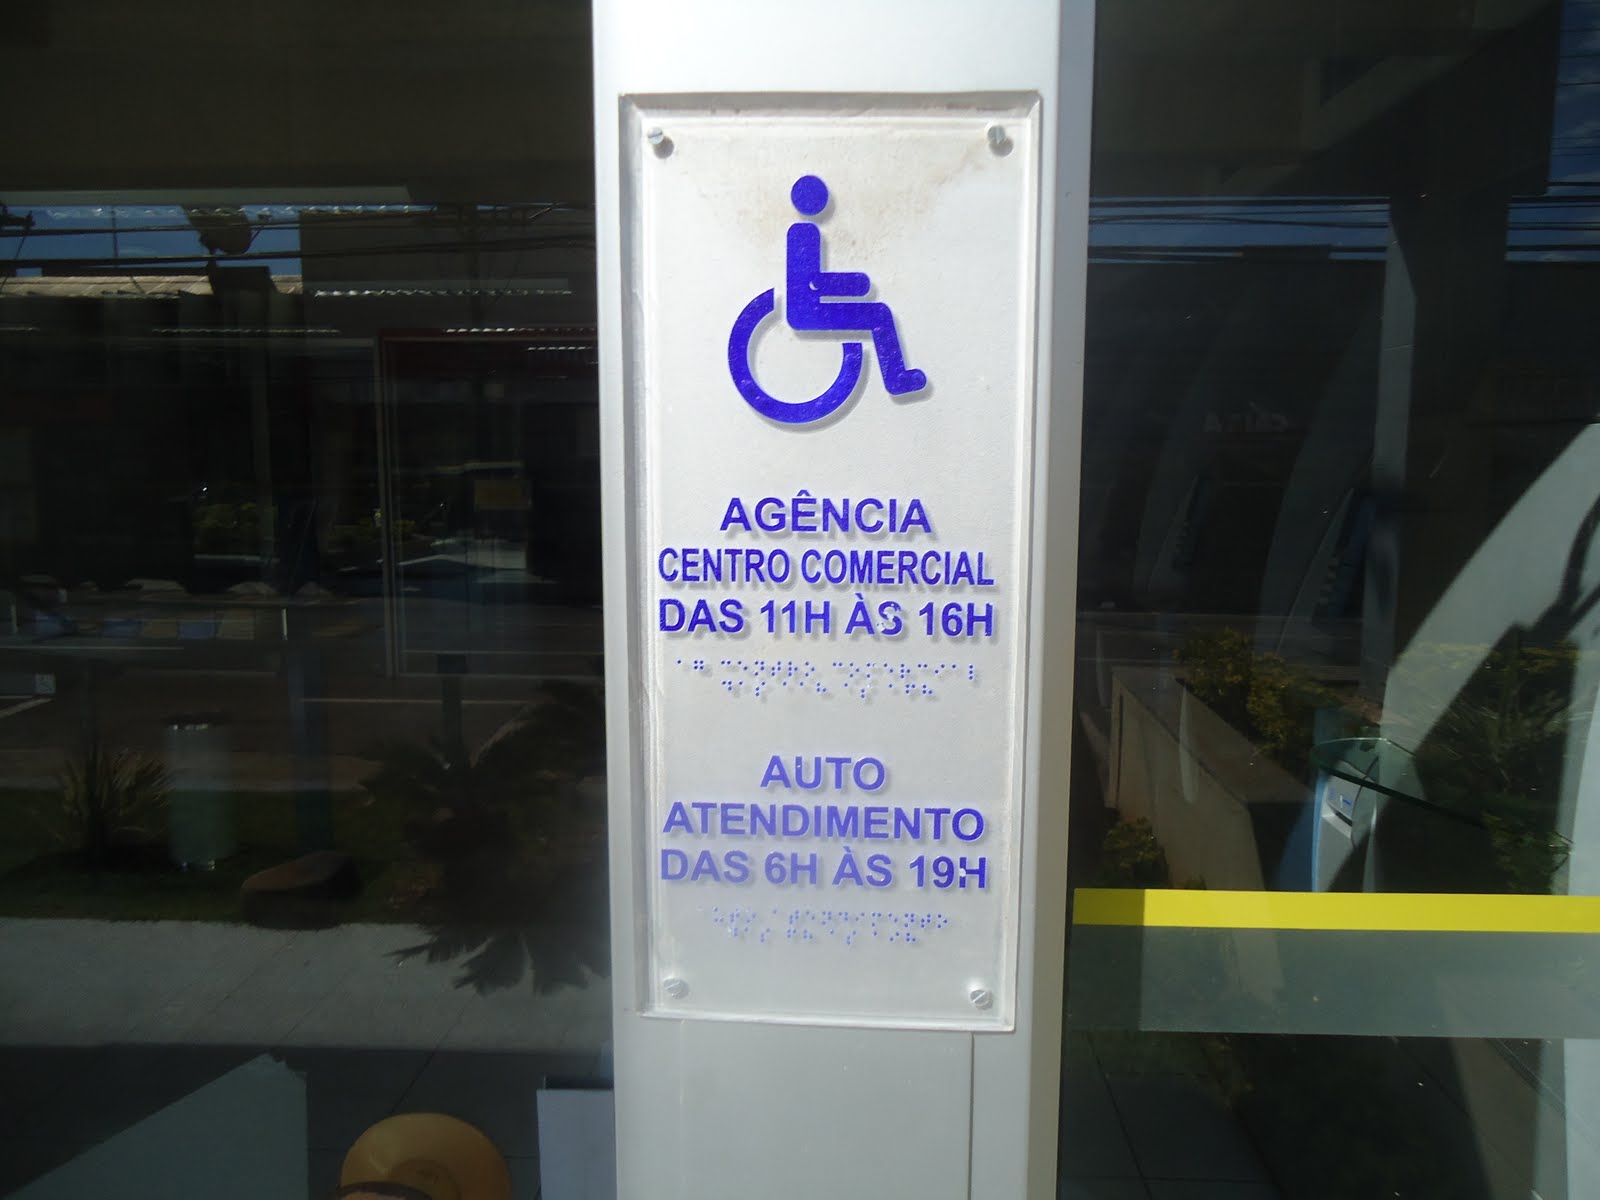 AGÊNCIA
CENTRO COMERCIAL
DAS 11H ÀS 16H
AUTO
ATENDIMENTO
DAS 6H ÀS 19H